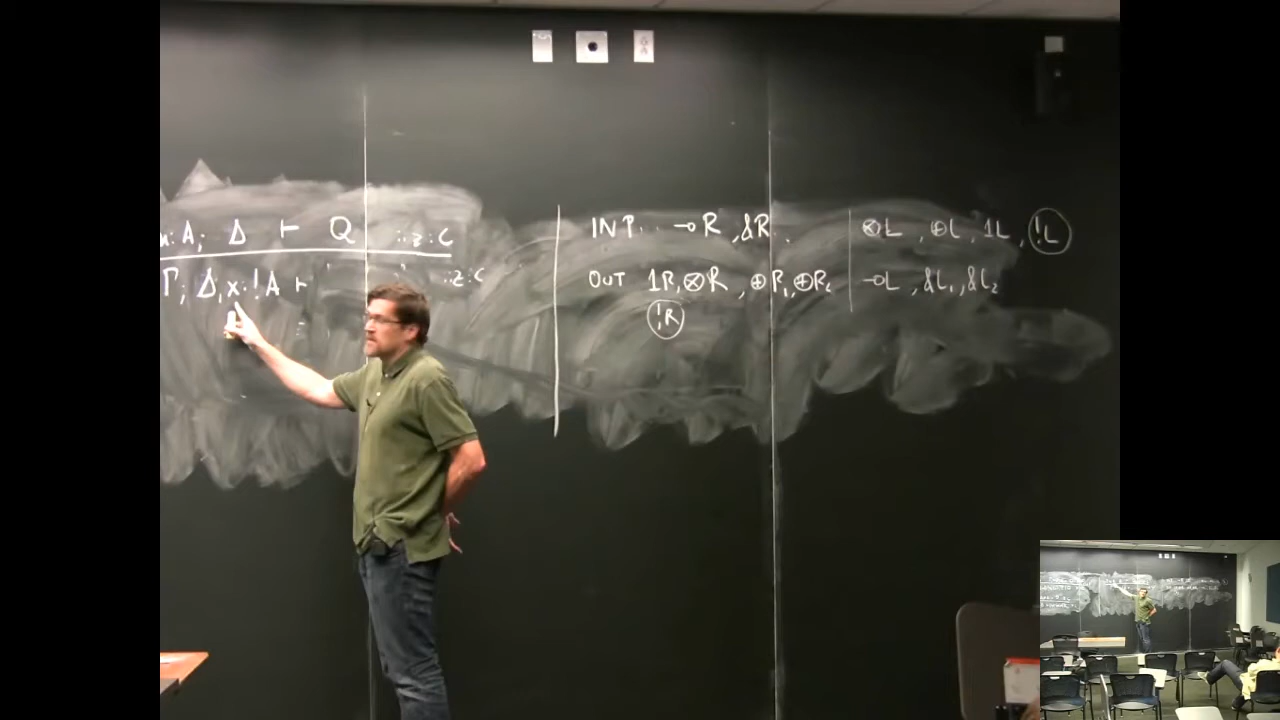 u:A; Δ ⊢ Q :: z:C
Γ; Δ, x:!A ⊢ :: z:C
INP. ⊸R, &R
⊗L, ⊕L, 1L, !L
OUT 1R, ⊗R, ⊕R₁, ⊕R₂
⊸L, &L₁, &L₂
!R